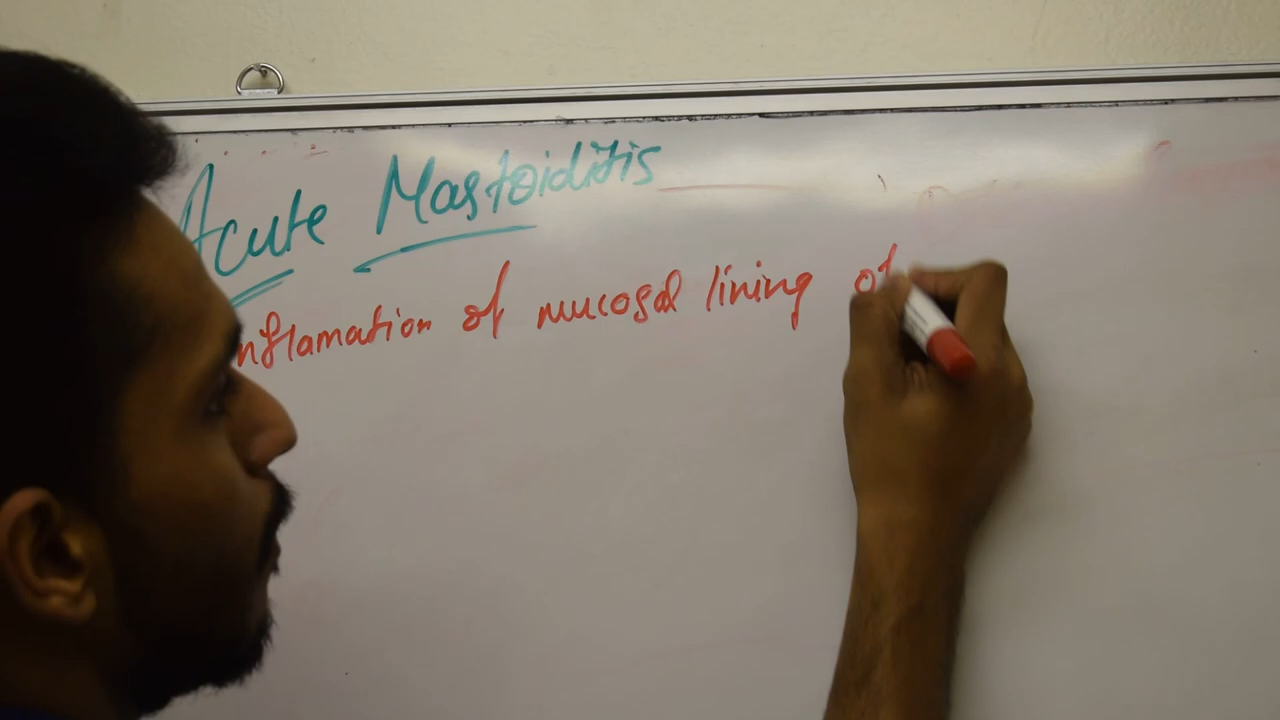 Acute Mastoiditis
nflamation of mucosal lining of